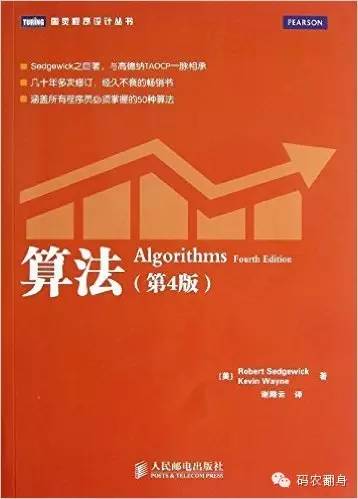 TURING 图灵程序设计丛书
PEARSON
Sedgewick之巨著，与高德纳TAOCP一脉相承
几十年多次修订，经久不衰的畅销书
涵盖所有程序员必须掌握的50种算法
算法
Algorithms Fourth Edition
（第4版）
[美] Robert Sedgewick
Kevin Wayne 著
谢路云 译
人民邮电出版社
POSTS & TELECOM PRESS
码农翻身